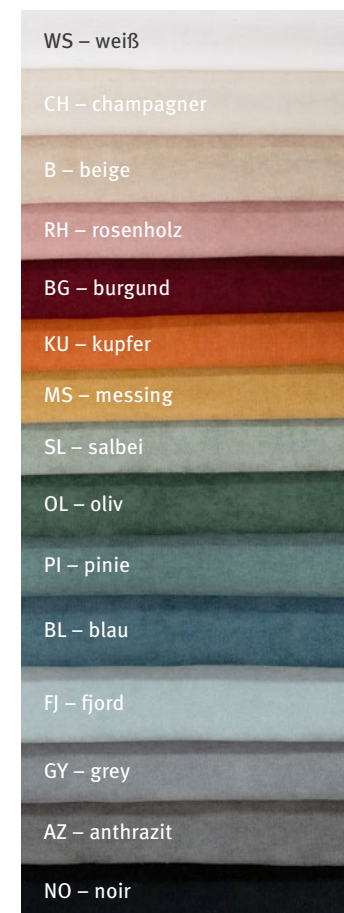 WS – weiß
CH – champagner
B – beige
RH – rosenholz
BG – burgund
KU – kupfer
MS – messing
SL – salbei
OL – oliv
PI – pinie
BL – blau
FJ – fjord
GY – grey
AZ – anthrazit
NO – noir